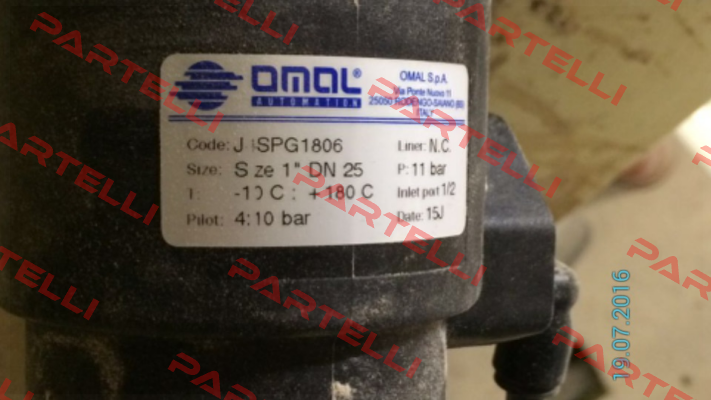 OMAL®
AUTOMATION
OMAL S.p.A.
Via Ponte Nuovo 11
25050 RODENGO-SAIANO (BS)
ITALY
Code: SPG1806 Liner: N.C.
Size: S ze 1" DN 25 P: 11 bar
T: -10 C : +180 C Inlet port 1/2
Pilot: 4:10 bar Date: 15J
19.07.2016
PARTELLI
PARTELLI
PARTELLI
PARTELLI
PARTELLI
PARTELLI
PARTELLI
PARTELLI